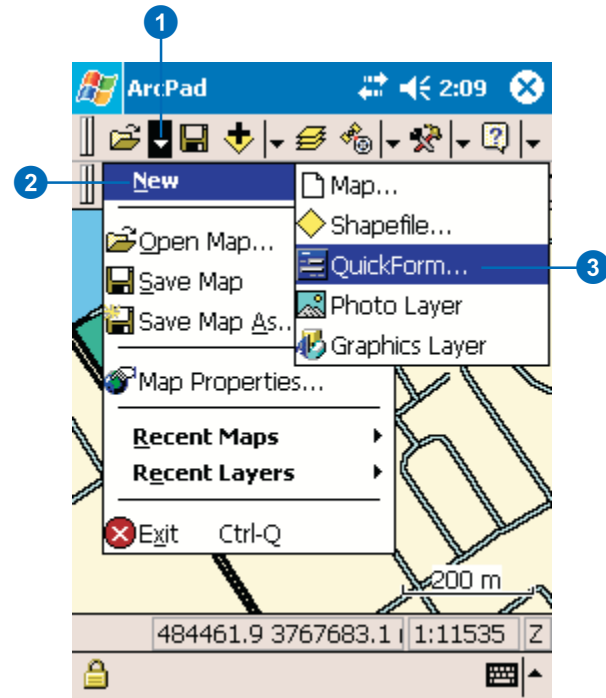 1
ArcPad 2:09
2
New
Map...
Shapefile...
Open Map...
QuickForm...
3
Save Map
Photo Layer
Save Map As..
Graphics Layer
Map Properties...
Recent Maps
Recent Layers
Exit Ctrl-Q
200 m
484461.9 3767683.1 1:11535 Z